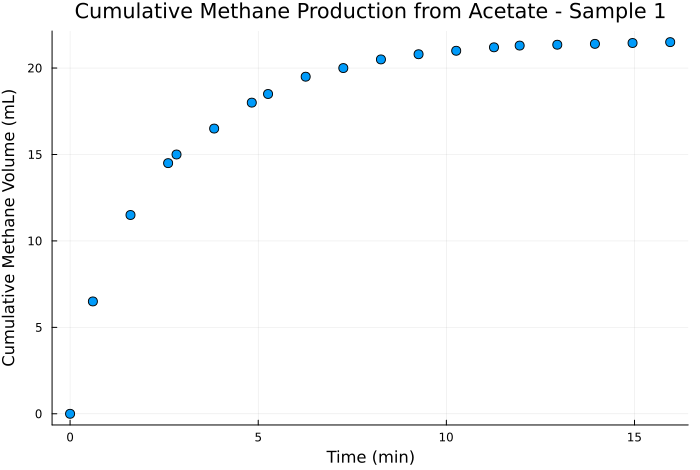 Cumulative Methane Production from Acetate - Sample 1
Cumulative Methane Volume (mL)
20
15
10
5
0
0 5 10 15
Time (min)